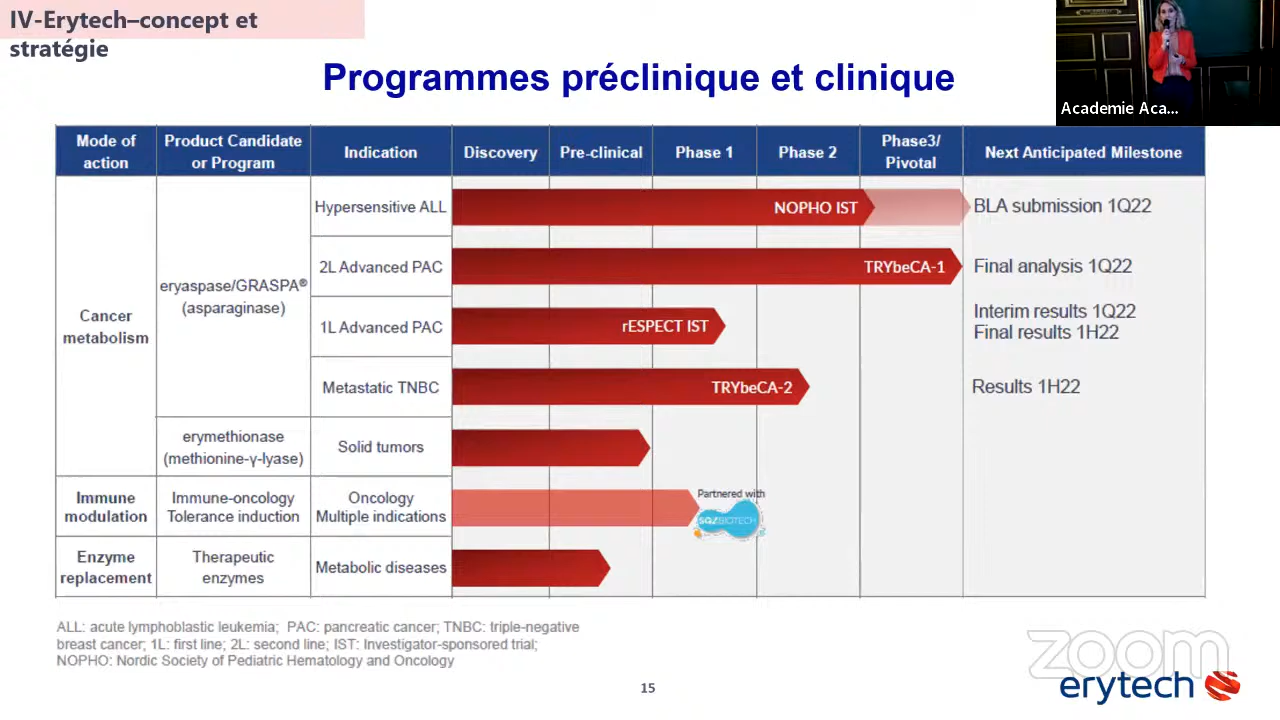 IV-Erytech–concept et
stratégie
Academie Aca...
Programmes préclinique et clinique
Mode of
action
Product Candidate
or Program
Indication
Discovery
Pre-clinical
Phase 1
Phase 2
Phase3/
Pivotal
Next Anticipated Milestone
Cancer
metabolism
eryaspase/GRASPA®
(asparaginase)
Hypersensitive ALL
NOPHO IST
BLA submission 1Q22
2L Advanced PAC
TRYbeCA-1
Final analysis 1Q22
1L Advanced PAC
rESPECT IST
Interim results 1Q22
Final results 1H22
Metastatic TNBC
TRYbeCA-2
Results 1H22
erymethionase
(methionine-γ-lyase)
Solid tumors
Immune
modulation
Immune-oncology
Tolerance induction
Oncology
Multiple indications
Partnered with
SQZBIOTECH
Enzyme
replacement
Therapeutic
enzymes
Metabolic diseases
ALL: acute lymphoblastic leukemia; PAC: pancreatic cancer; TNBC: triple-negative
breast cancer; 1L: first line; 2L: second line; IST: Investigator-sponsored trial;
NOPHO: Nordic Society of Pediatric Hematology and Oncology
15
zoom
erytech